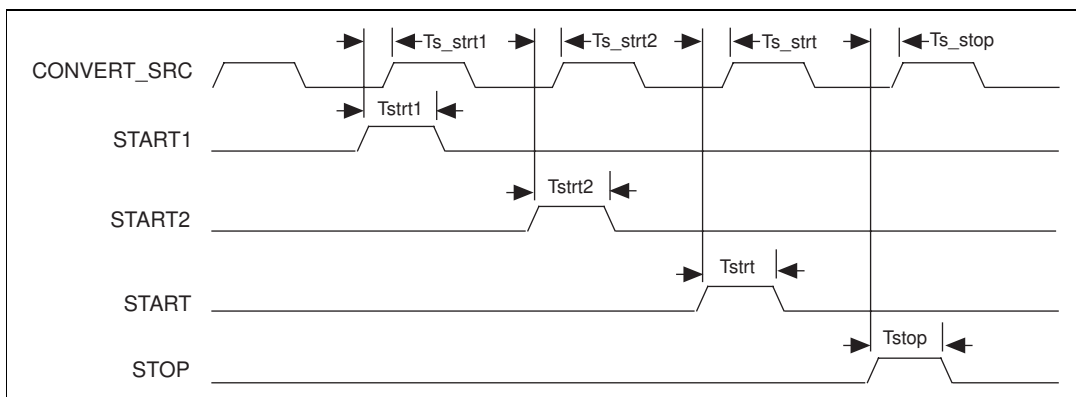 Ts_strt1 Ts_strt2 Ts_strt Ts_stop
CONVERT_SRC
Tstrt1
START1
Tstrt2
START2
Tstrt
START
Tstop
STOP